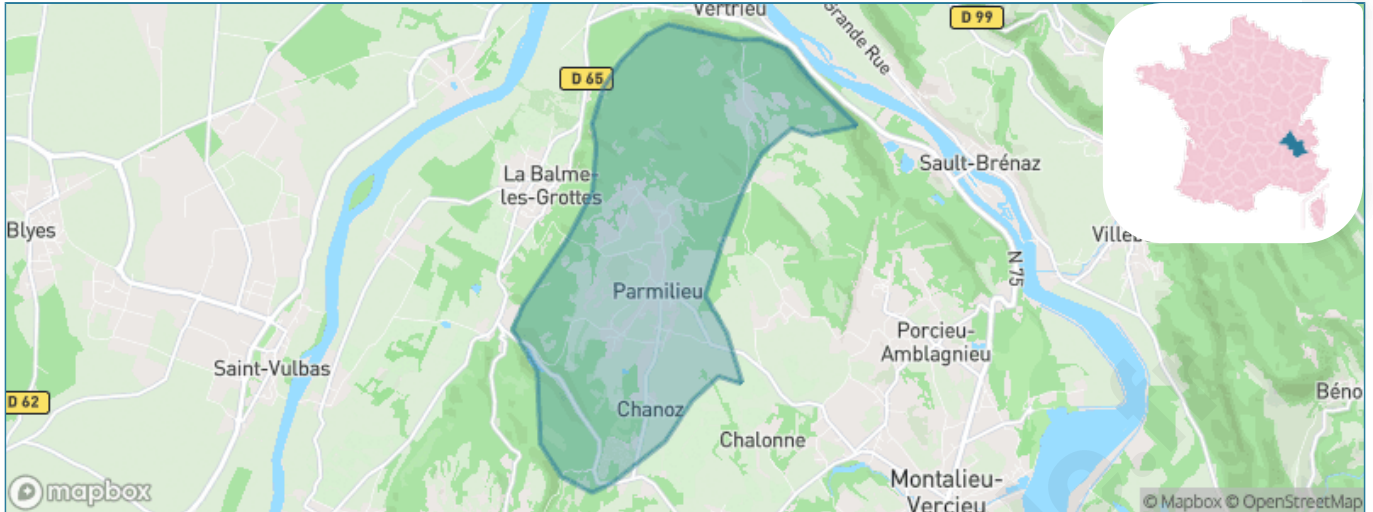 Vertrieu
D 99
Grande Rue
D 65
La Balme-
les-Grottes
Sault-Brénaz
Blyes
N 75
Parmilieu
Porcieu-
Amblagnieu
Saint-Vulbas
D 62
Chanoz
Chalonne
Montalieu-
Vercieu
mapbox
© Mapbox © OpenStreetMap